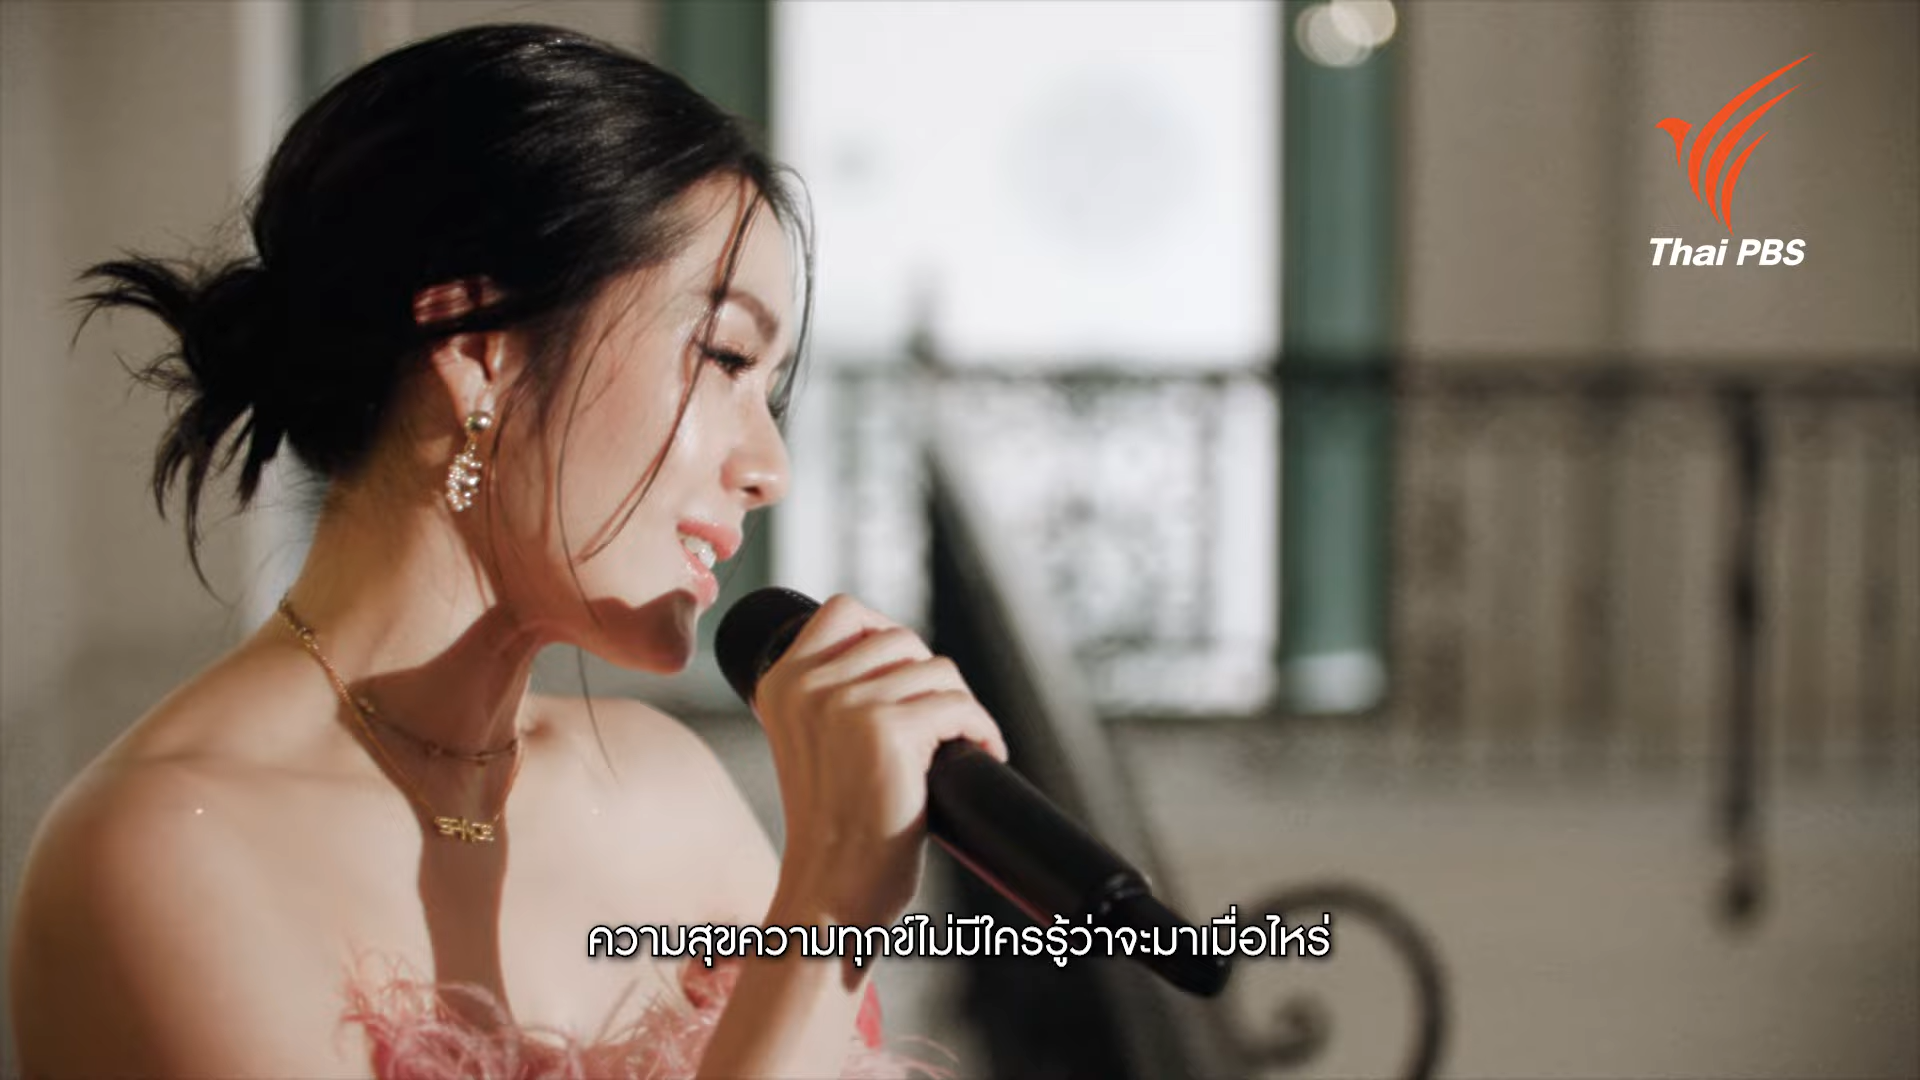 Thai PBS
ความสุขความทุกข์ไม่มีใครรู้ว่าจะมาเมื่อไหร่